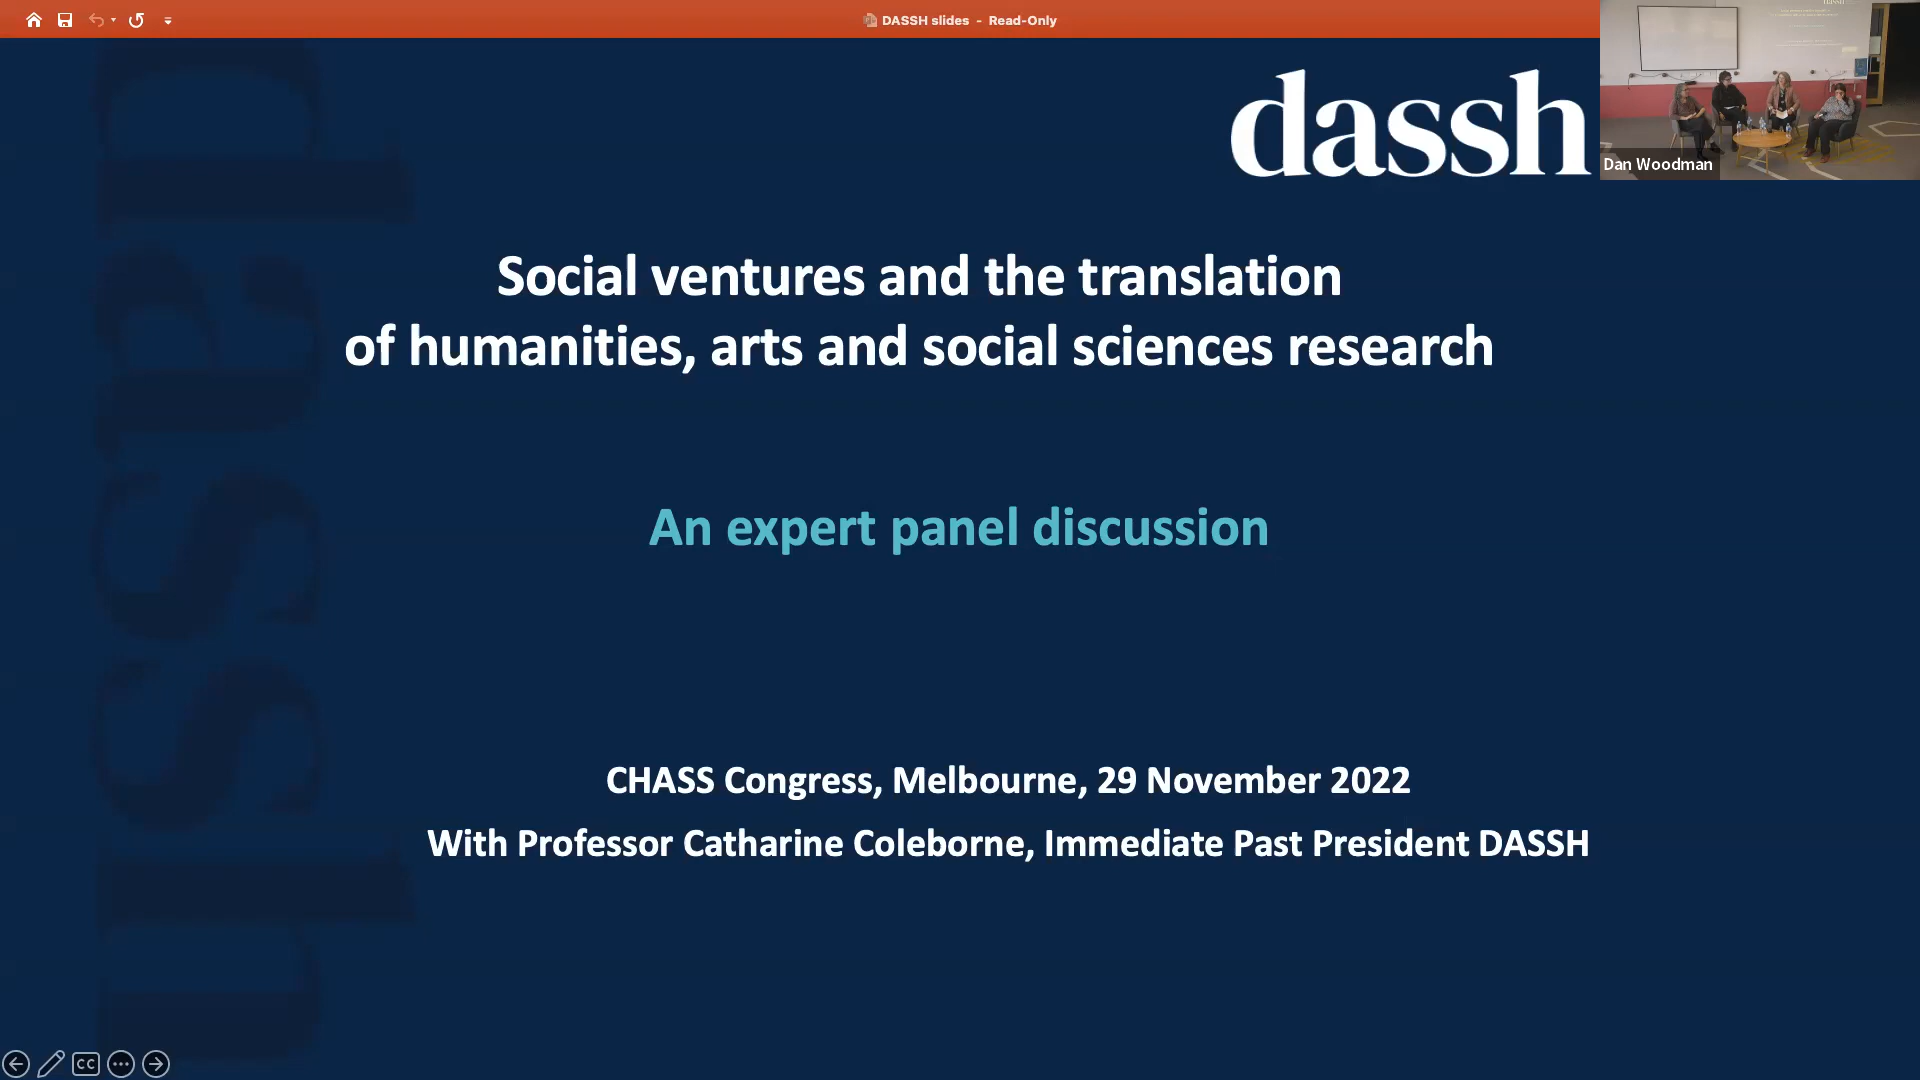 DASSH slides - Read-Only
dassh
Dan Woodman
Social ventures and the translation
of humanities, arts and social sciences research
An expert panel discussion
CHASS Congress, Melbourne, 29 November 2022
With Professor Catharine Coleborne, Immediate Past President DASSH
dassh
CC